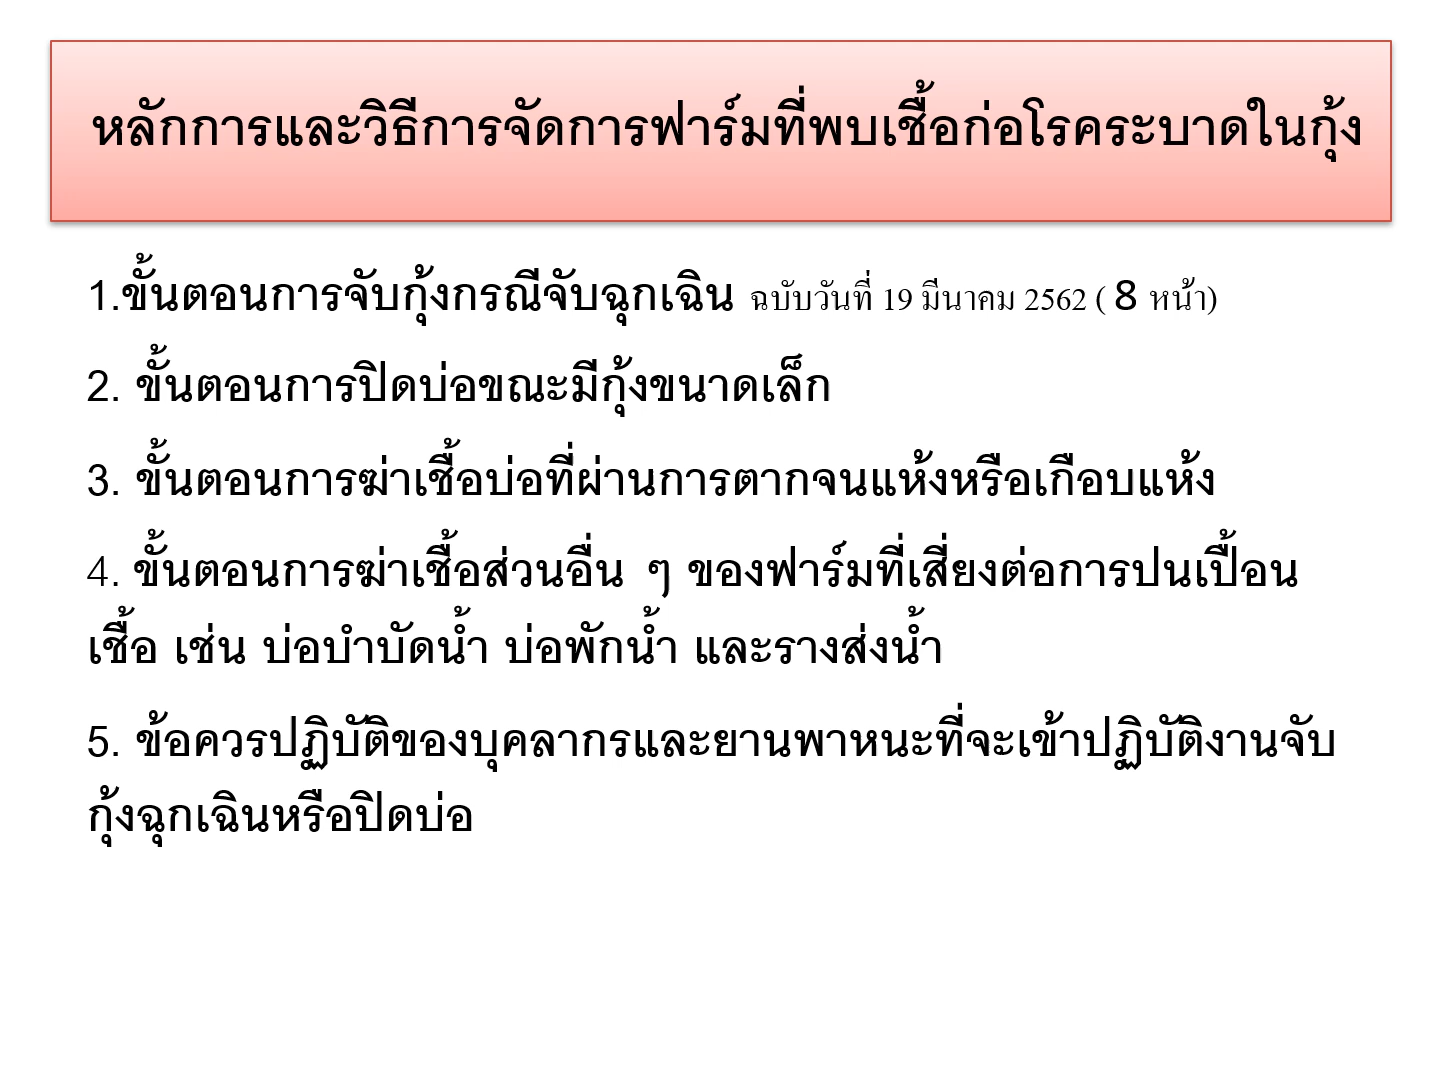 หลักการและวิธีการจัดการฟาร์มที่พบเชื้อก่อโรคระบาดในกุ้ง
1.ขั้นตอนการจับกุ้งกรณีจับฉุกเฉิน ฉบับวันที่ 19 มีนาคม 2562 ( 8 หน้า)
2. ขั้นตอนการปิดบ่อขณะมีกุ้งขนาดเล็ก
3. ขั้นตอนการฆ่าเชื้อบ่อที่ผ่านการตากจนแห้งหรือเกือบแห้ง
4. ขั้นตอนการฆ่าเชื้อส่วนอื่น ๆ ของฟาร์มที่เสี่ยงต่อการปนเปื้อน
เชื้อ เช่น บ่อบำบัดน้ำ บ่อพักน้ำ และรางส่งน้ำ
5. ข้อควรปฏิบัติของบุคลากรและยานพาหนะที่จะเข้าปฏิบัติงานจับ
กุ้งฉุกเฉินหรือปิดบ่อ